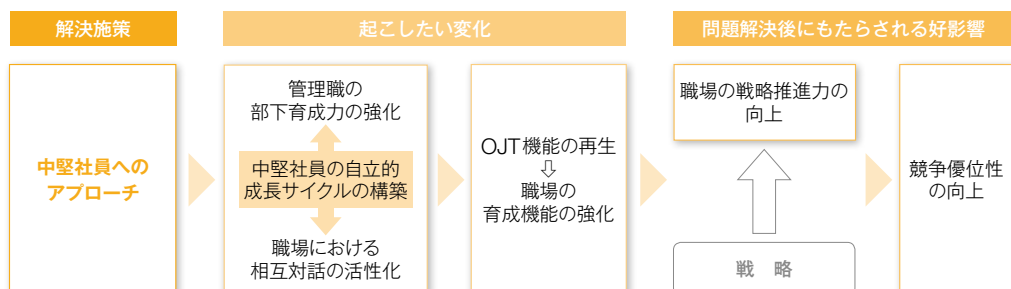 解決施策
起こしたい変化
問題解決後にもたらされる好影響
中堅社員への
アプローチ
管理職の
部下育成力の強化
中堅社員の自立的
成長サイクルの構築
職場における
相互対話の活性化
OJT機能の再生
職場の
育成機能の強化
職場の戦略推進力の
向上
戦 略
競争優位性
の向上